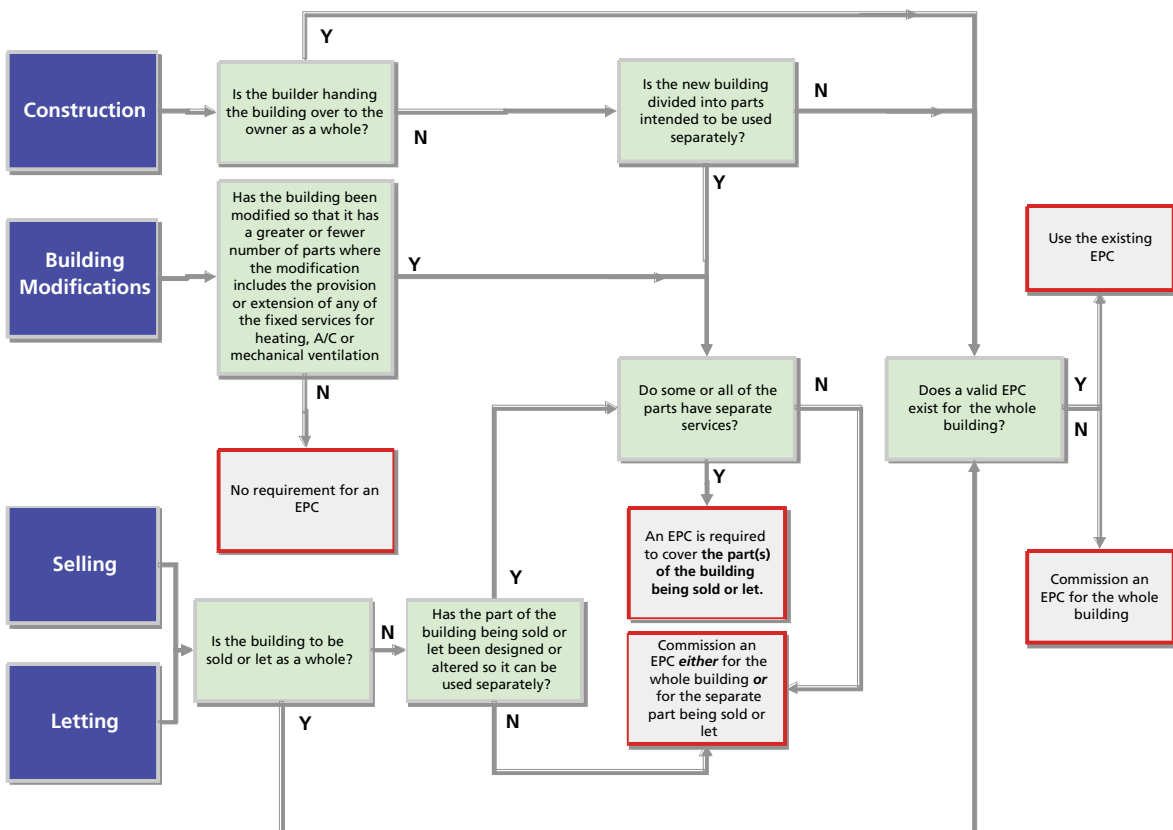 Y
Construction
Is the builder handing
the building over to the
owner as a whole?
N
Is the new building
divided into parts
intended to be used
separately?
N
Y
Building
Modifications
Has the building been
modified so that it has
a greater or fewer
number of parts where
the modification
includes the provision
or extension of any of
the fixed services for
heating, A/C or
mechanical ventilation
Y
N
No requirement for an
EPC
Do some or all of the
parts have separate
services?
N
Y
Does a valid EPC
exist for the whole
building?
Y
N
Use the existing
EPC
Commission an
EPC for the whole
building
An EPC is required
to cover the part(s)
of the building
being sold or let.
Selling
Letting
Is the building to be
sold or let as a whole?
N
Y
Has the part of the
building being sold or
let been designed or
altered so it can be
used separately?
Y
N
Commission an
EPC either for the
whole building or
for the separate
part being sold or
let